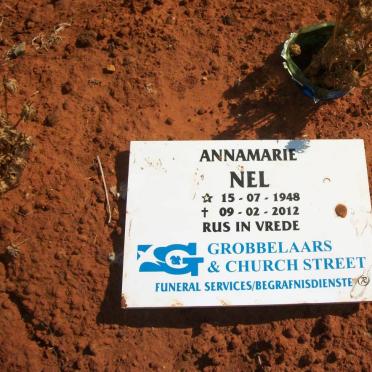 ANNAMARIE
NEL
☆ 15 - 07 - 1948
✝ 09 - 02 - 2012
RUS IN VREDE
GROBBELAARS
& CHURCH STREET
FUNERAL SERVICES/BEGRAFNISDIENSTE